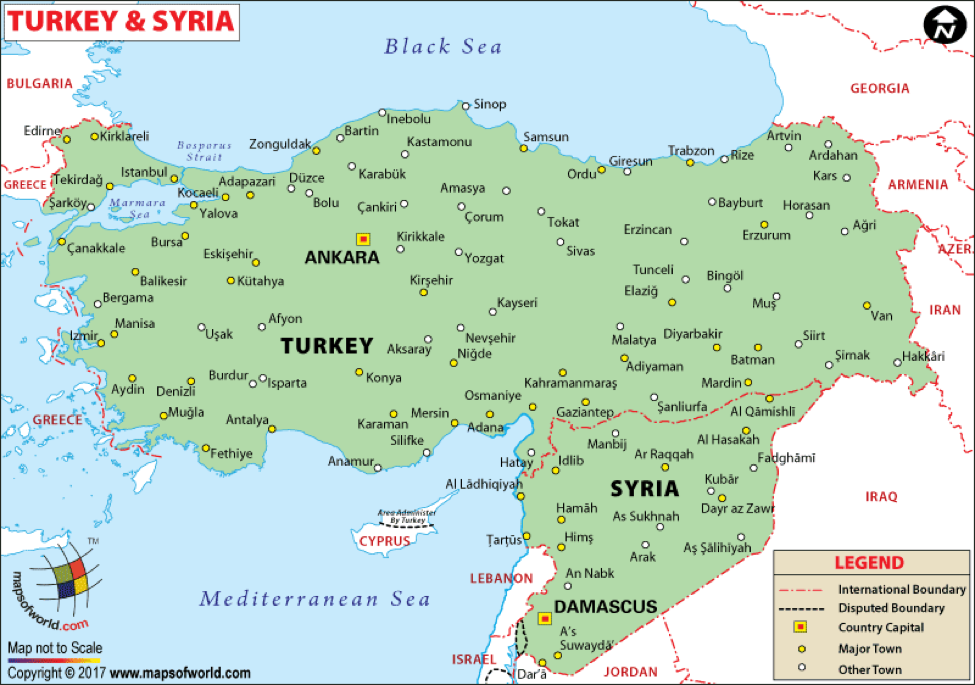 TURKEY & SYRIA
Black Sea
N
BULGARIA
GEORGIA
Sinop
Inebolu
Edirne
Kirklareli
Bartin
Kastamonu
Zonguldak
Samsun
Artvin
Bosporus
Strait
Trabzon
Rize
Ardahan
Giresun
Ordu
Kars
GREECE
Tekirdağ
Istanbul
Karabük
Düzce
Adapazari
Kocaeli
Amasya
ARMENIA
Şarköy
Marmara
Sea
Yalova
Bolu
Çankiri
Çorum
Tokat
Bayburt
Horasan
Çanakkale
Bursa
Kirikkale
Erzincan
Erzurum
Ağri
AZER
Eskişehir
ANKARA
Yozgat
Sivas
Balikesir
Kütahya
Kirşehir
Tunceli
Bingöl
Elaziğ
Muş
Bergama
Kayseri
Van
IRAN
Manisa
Izmir
Uşak
Afyon
TURKEY
Nevşehir
Aksaray
Niğde
Malatya
Diyarbakir
Siirt
Batman
Şirnak
Hakkâri
Adiyaman
Aydin
Denizli
Burdur
Isparta
Konya
Kahramanmaraş
Mardin
Osmaniye
Gaziantep
Şanliurfa
Al Qâmishlî
GREECE
Muğla
Antalya
Karaman
Mersin
Silifke
Adana
Manbij
Al Hasakah
Fethiye
Anamur
Hatay
Idlib
Ar Raqqah
Fadghāmī
Al Lādhiqiyah
SYRIA
Kubār
Dayr az Zawr
IRAQ
Area Administer
By Turkey
CYPRUS
Hamāh
As Sukhnah
Ţarţūs
Himş
Arak
Aş Şālihīyah
LEBANON
An Nabk
DAMASCUS
Mediterranean Sea
A's
Suwaydā'
ISRAEL
Dar'ā
JORDAN
LEGEND
International Boundary
Disputed Boundary
Country Capital
Major Town
Other Town
TM
mapsofworld.com
Map not to Scale
Copyright © 2017 www.mapsofworld.com